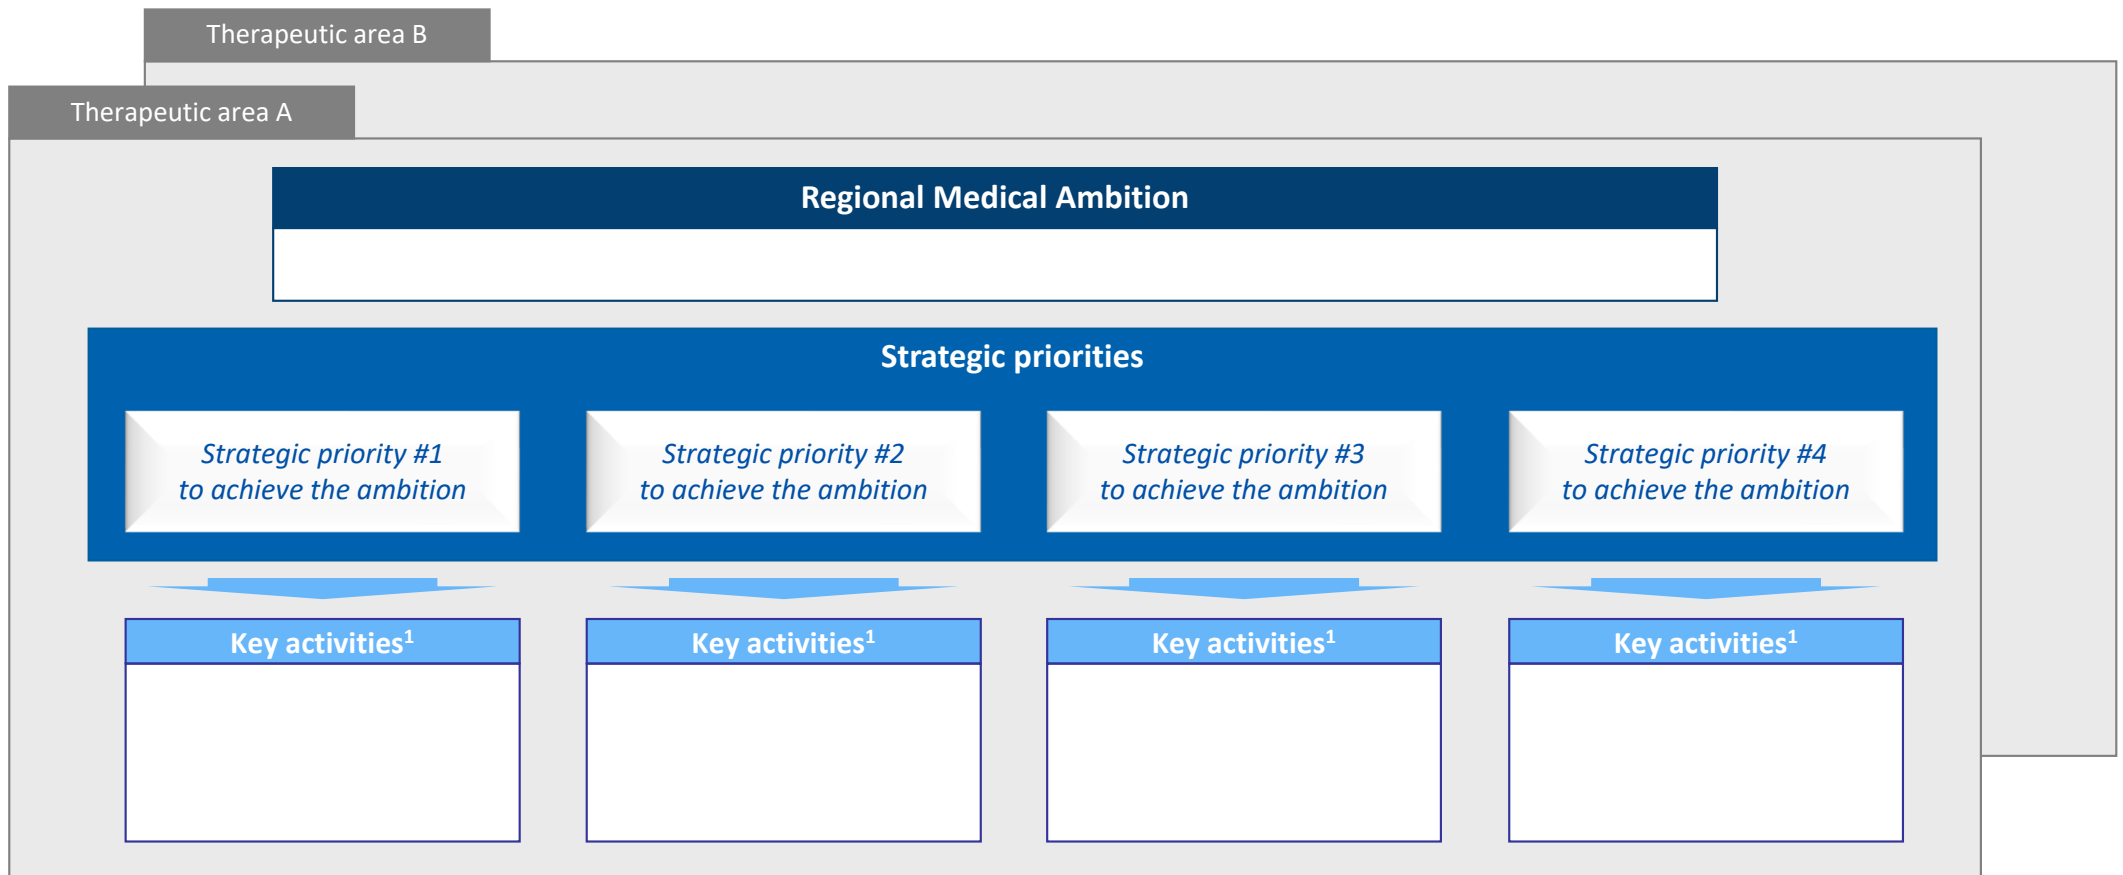 Therapeutic area B
Therapeutic area A
Regional Medical Ambition
Strategic priorities
Strategic priority #1
to achieve the ambition
Strategic priority #2
to achieve the ambition
Strategic priority #3
to achieve the ambition
Strategic priority #4
to achieve the ambition
Key activities¹
Key activities¹
Key activities¹
Key activities¹